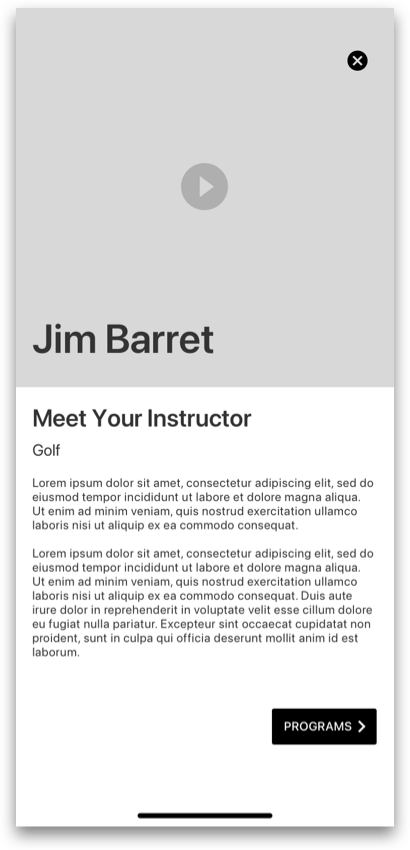 Jim Barret
Meet Your Instructor
Golf
Lorem ipsum dolor sit amet, consectetur adipiscing elit, sed do
eiusmod tempor incididunt ut labore et dolore magna aliqua.
Ut enim ad minim veniam, quis nostrud exercitation ullamco
laboris nisi ut aliquip ex ea commodo consequat.
Lorem ipsum dolor sit amet, consectetur adipiscing elit, sed do
eiusmod tempor incididunt ut labore et dolore magna aliqua.
Ut enim ad minim veniam, quis nostrud exercitation ullamco
laboris nisi ut aliquip ex ea commodo consequat. Duis aute
irure dolor in reprehenderit in voluptate velit esse cillum dolore
eu fugiat nulla pariatur. Excepteur sint occaecat cupidatat non
proident, sunt in culpa qui officia deserunt mollit anim id est
laborum.
PROGRAMS